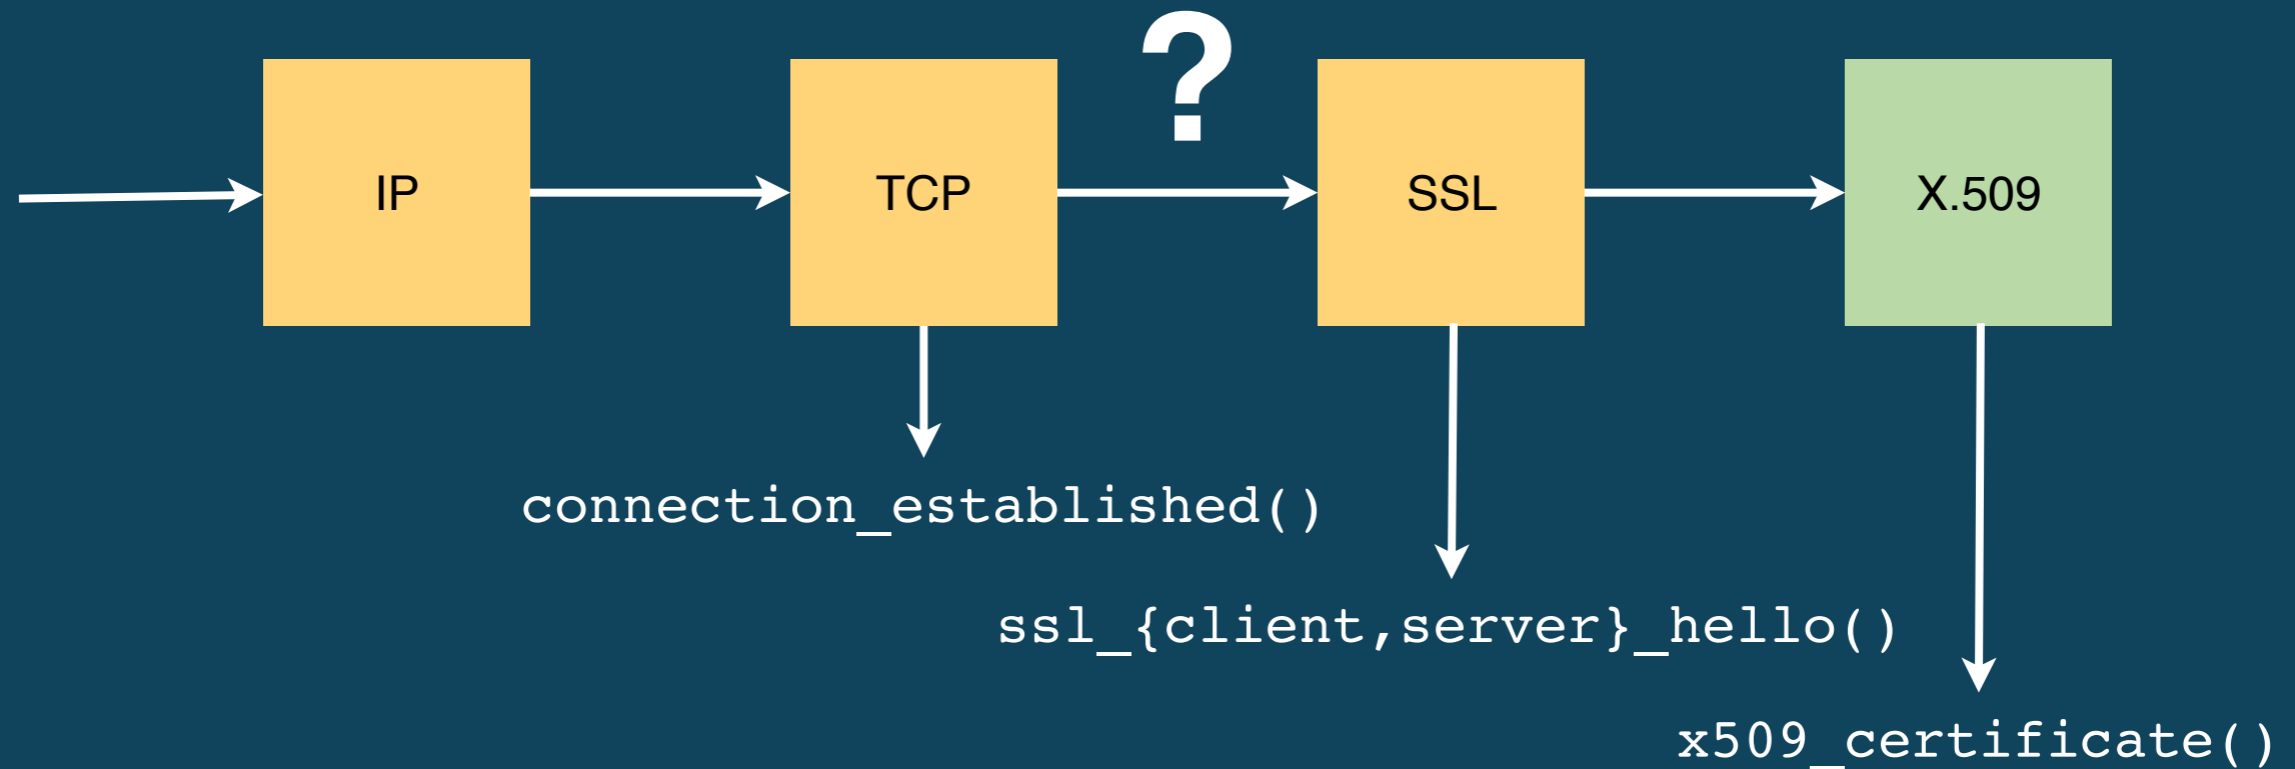 ?
IP
TCP
SSL
X.509
connection_established()
ssl_{client,server}_hello()
x509_certificate()